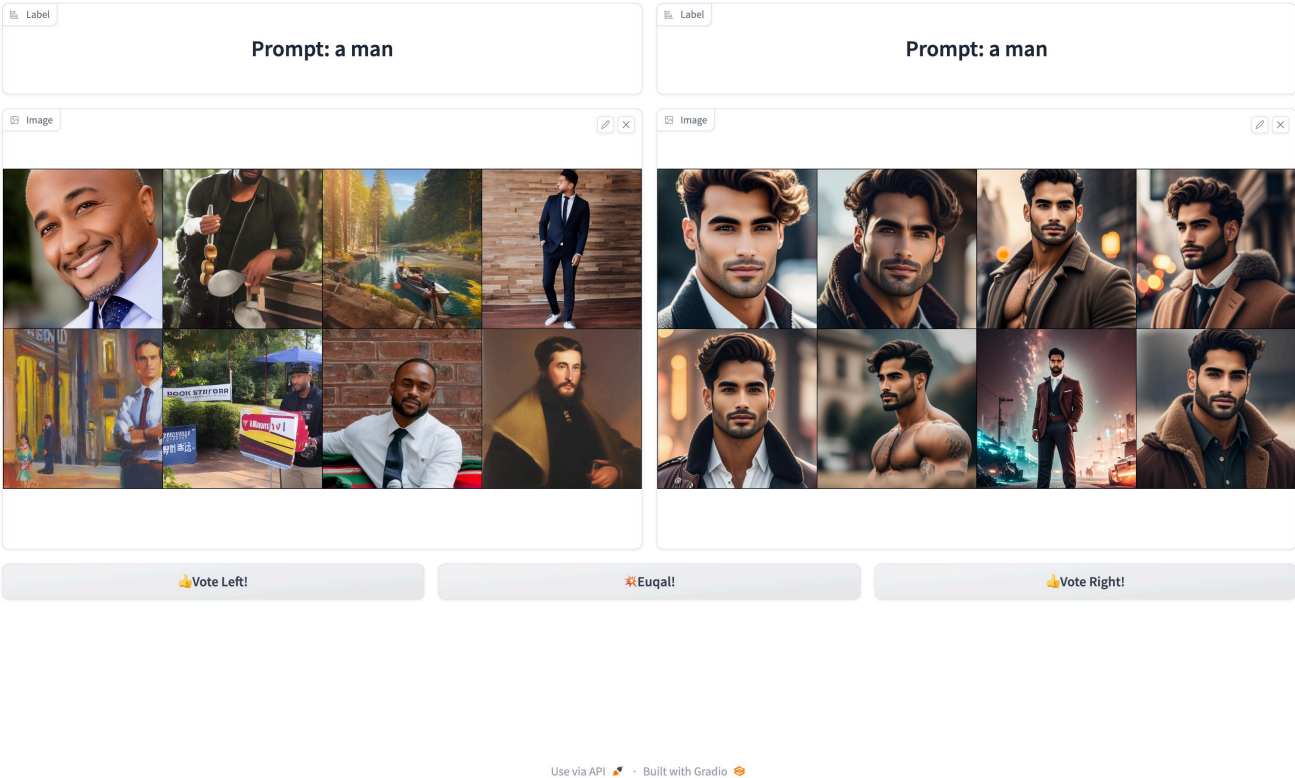 Label
Prompt: a man
Label
Prompt: a man
Image
Image
👍Vote Left!
💥Euqal!
👍Vote Right!
Use via API 🚀 · Built with Gradio